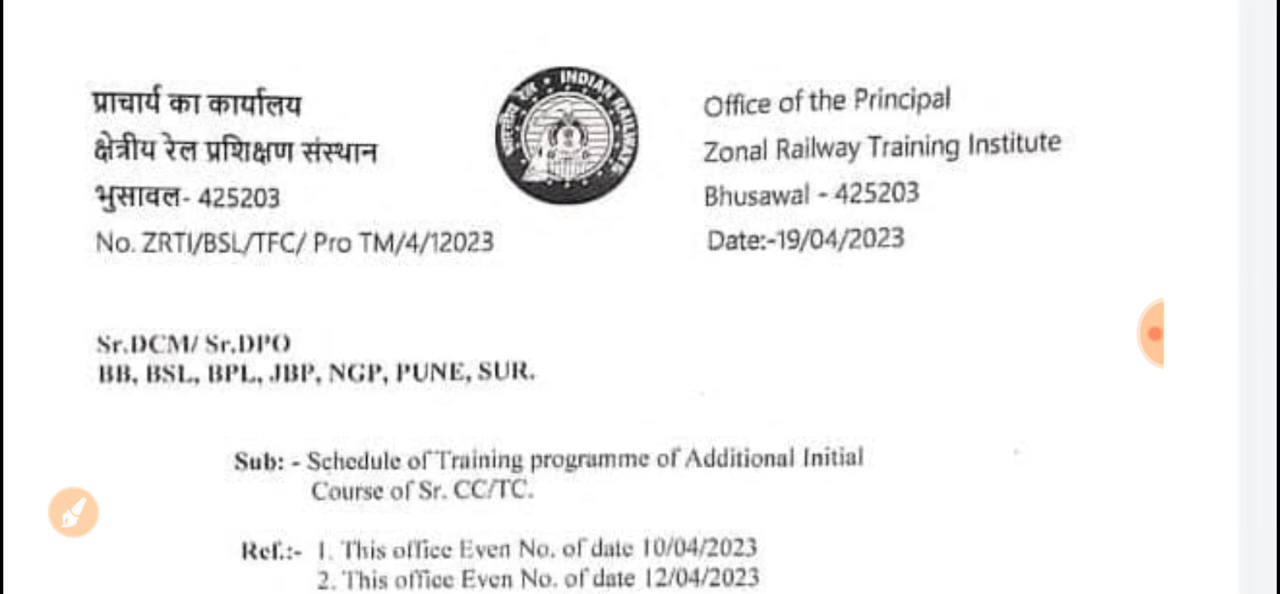 प्राचार्य का कार्यालय
क्षेत्रीय रेल प्रशिक्षण संस्थान
भुसावल- 425203
No. ZRTI/BSL/TFC/ Pro TM/4/12023
भारतीय रेल • INDIAN RAILWAYS
Office of the Principal
Zonal Railway Training Institute
Bhusawal - 425203
Date:-19/04/2023
Sr.DCM/ Sr.DPO
BB, BSL, BPL, JBP, NGP, PUNE, SUR.
Sub: - Schedule of Training programme of Additional Initial
Course of Sr. CC/TC.
Ref.:- 1. This office Even No. of date 10/04/2023
2. This office Even No. of date 12/04/2023